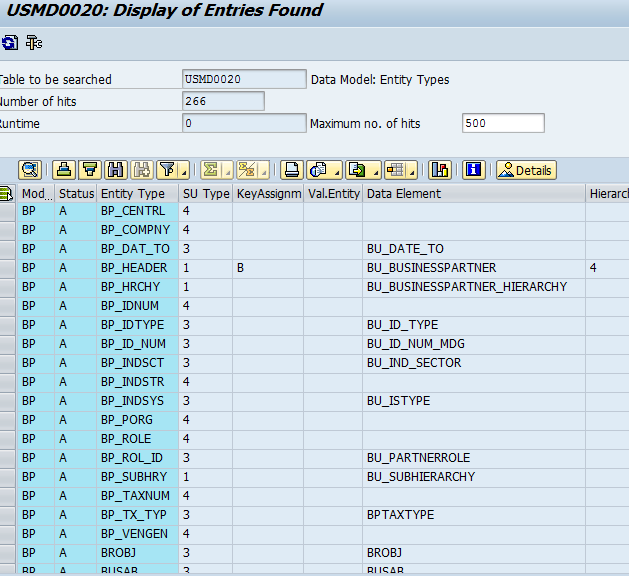 USMD0020: Display of Entries Found
Table to be searched USMD0020 Data Model: Entity Types
Number of hits 266
Runtime 0 Maximum no. of hits 500
Details
Mod... Status Entity Type SU Type KeyAssignm Val.Entity Data Element Hierarch
BP A BP_CENTRL 4
BP A BP_COMPNY 4
BP A BP_DAT_TO 3 BU_DATE_TO
BP A BP_HEADER 1 B BU_BUSINESSPARTNER 4
BP A BP_HRCHY 1 BU_BUSINESSPARTNER_HIERARCHY
BP A BP_IDNUM 4
BP A BP_IDTYPE 3 BU_ID_TYPE
BP A BP_ID_NUM 3 BU_ID_NUM_MDG
BP A BP_INDSCT 3 BU_IND_SECTOR
BP A BP_INDSTR 4
BP A BP_INDSYS 3 BU_ISTYPE
BP A BP_PORG 4
BP A BP_ROLE 4
BP A BP_ROL_ID 3 BU_PARTNERROLE
BP A BP_SUBHRY 1 BU_SUBHIERARCHY
BP A BP_TAXNUM 4
BP A BP_TX_TYP 3 BPTAXTYPE
BP A BP_VENGEN 4
BP A BROBJ 3 BROBJ
BP A BUSAB 3 BUSAB